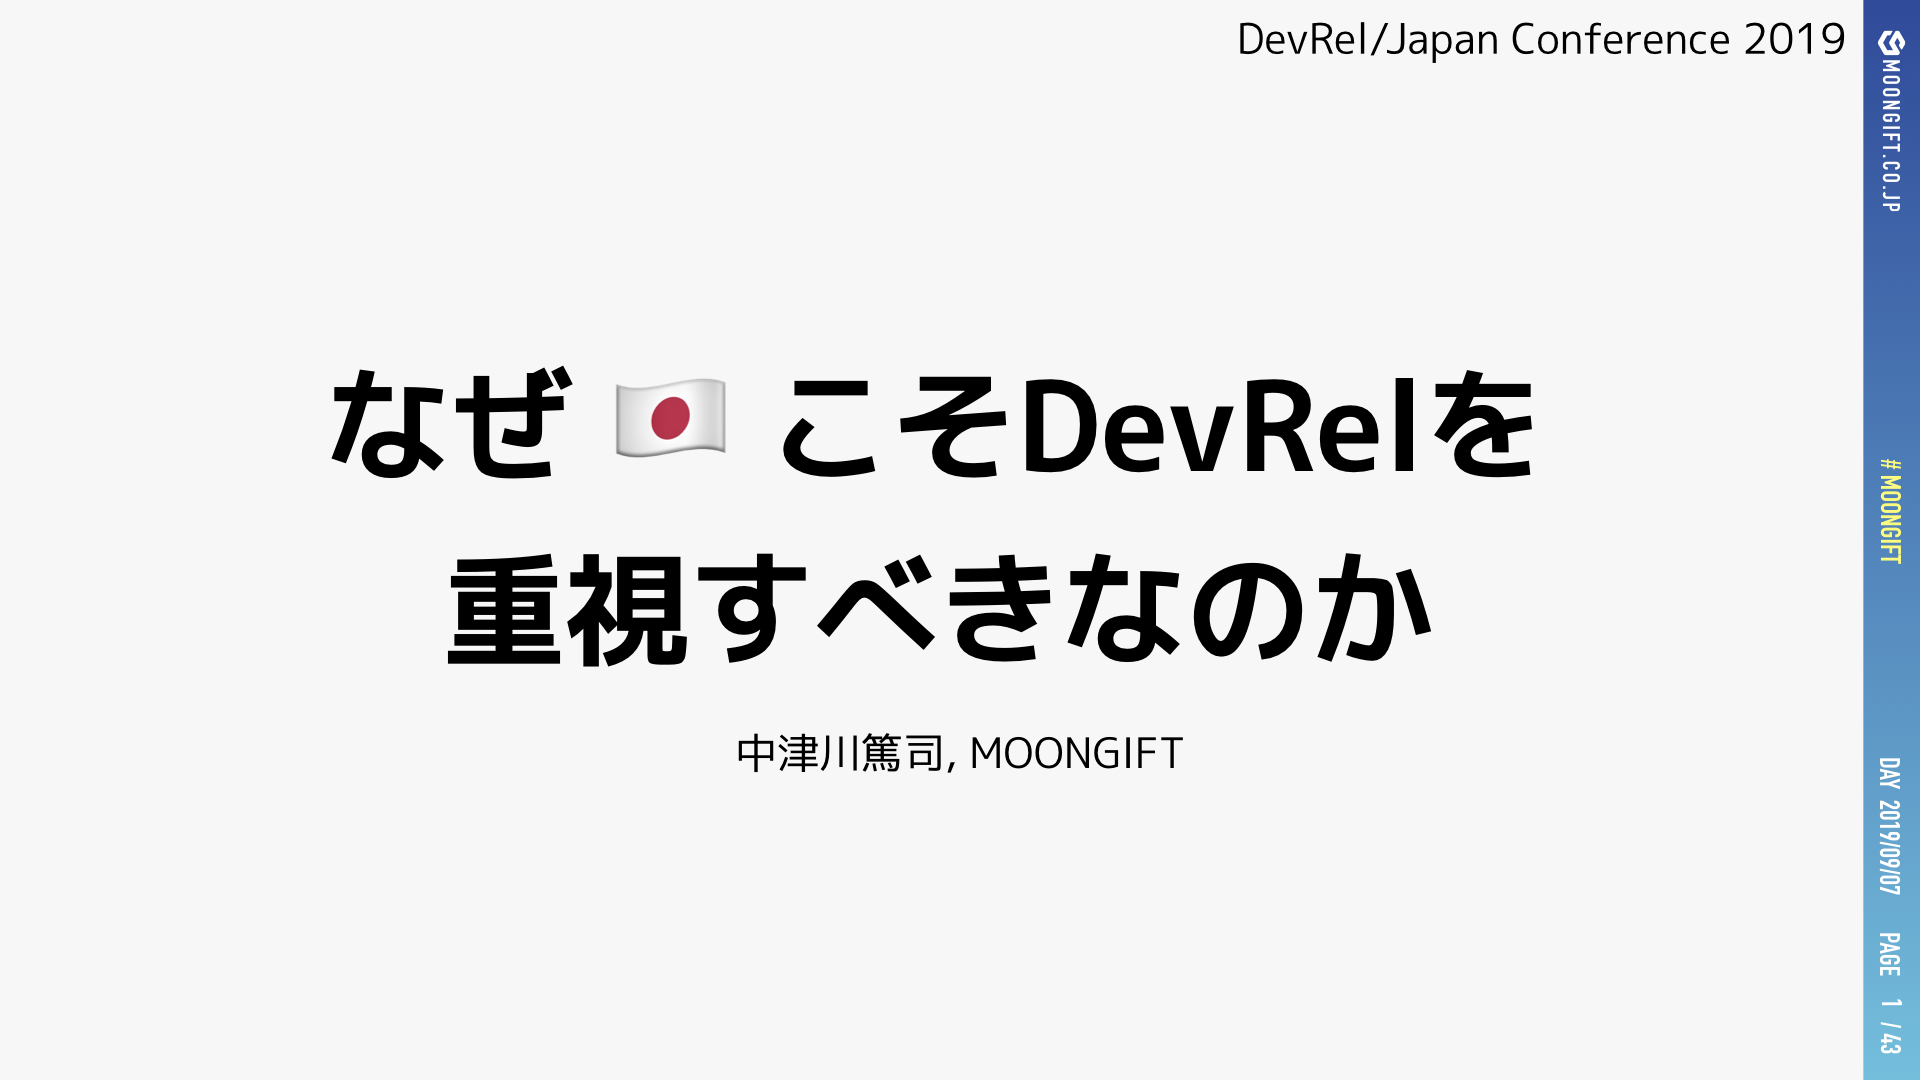 DevRel/Japan Conference 2019
なぜ 🇯🇵 こそDevRelを
重視すべきなのか
中津川篤司, MOONGIFT
MOONGIFT.CO.JP
# MOONGIFT
DAY 2019/09/07
PAGE 1 / 43